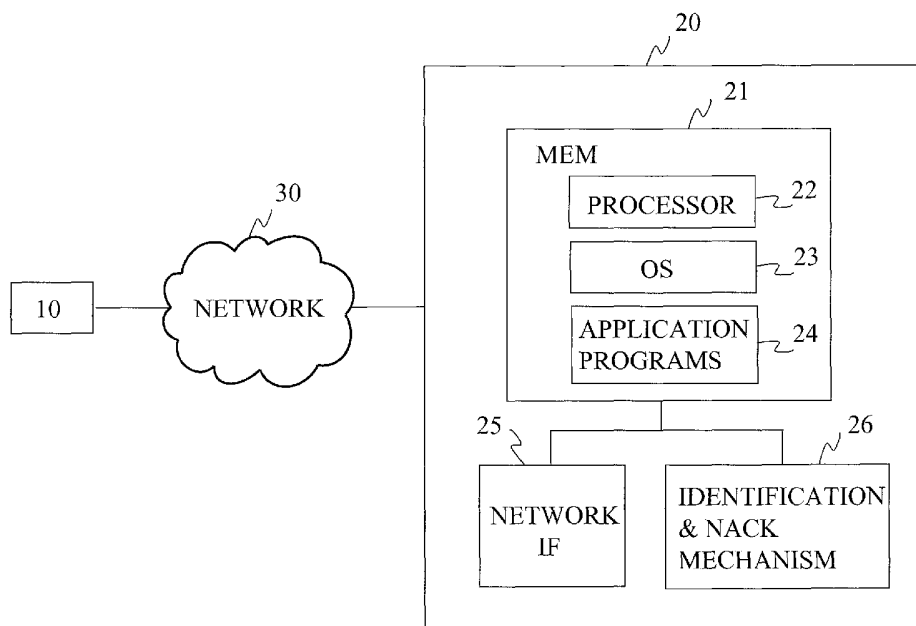 20
21
MEM
PROCESSOR
22
30
OS
23
10
NETWORK
APPLICATION
PROGRAMS
24
25
26
NETWORK
IF
IDENTIFICATION
& NACK
MECHANISM